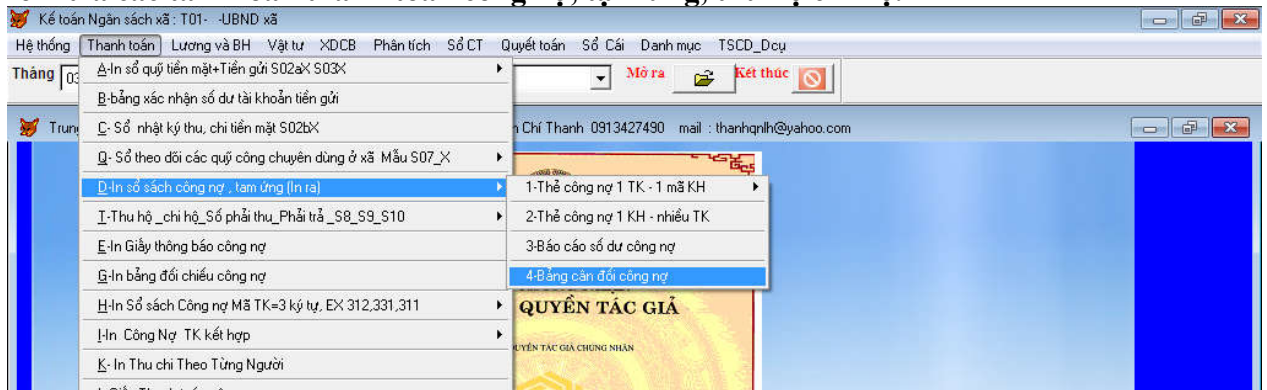 Kế toán Ngân sách xã : T01- -UBND xã
Hệ thống Thanh toán Lương và BH Vật tư XDCB Phân tích Sổ CT Quyết toán Sổ Cái Danh mục TSCD_Dcụ
Tháng 03 Mở ra Kết thúc
A-In sổ quỹ tiền mặt+Tiền gửi S02aX S03X
B-bảng xác nhận số dư tài khoản tiền gửi
Trung
C- Sổ nhật ký thu, chi tiền mặt S02bX
Chí Thanh 0913427490 mail : thanhqnlh@yahoo.com
Q- Sổ theo dõi các quỹ công chuyên dùng ở xã Mẫu S07_X
D-In sổ sách công nợ , tam ứng (In ra)
1-Thẻ công nợ 1 TK - 1 mã KH
I-Thu hộ _chi hộ_Số phải thu_Phải trả _S8_S9_S10
2-Thẻ công nợ 1 KH - nhiều TK
E-In Giấy thông báo công nợ
3-Báo cáo số dư công nợ
G-In bảng đối chiếu công nợ
4-Bảng cân đối công nợ
H-In Sổ sách Công nợ Mã TK=3 ký tự, EX 312,331,311
QUYỀN TÁC GIẢ
I-In Công Nợ TK kết hợp
QUYỀN TÁC GIẢ CHỨNG NHẬN
K- In Thu chi Theo Từng Người